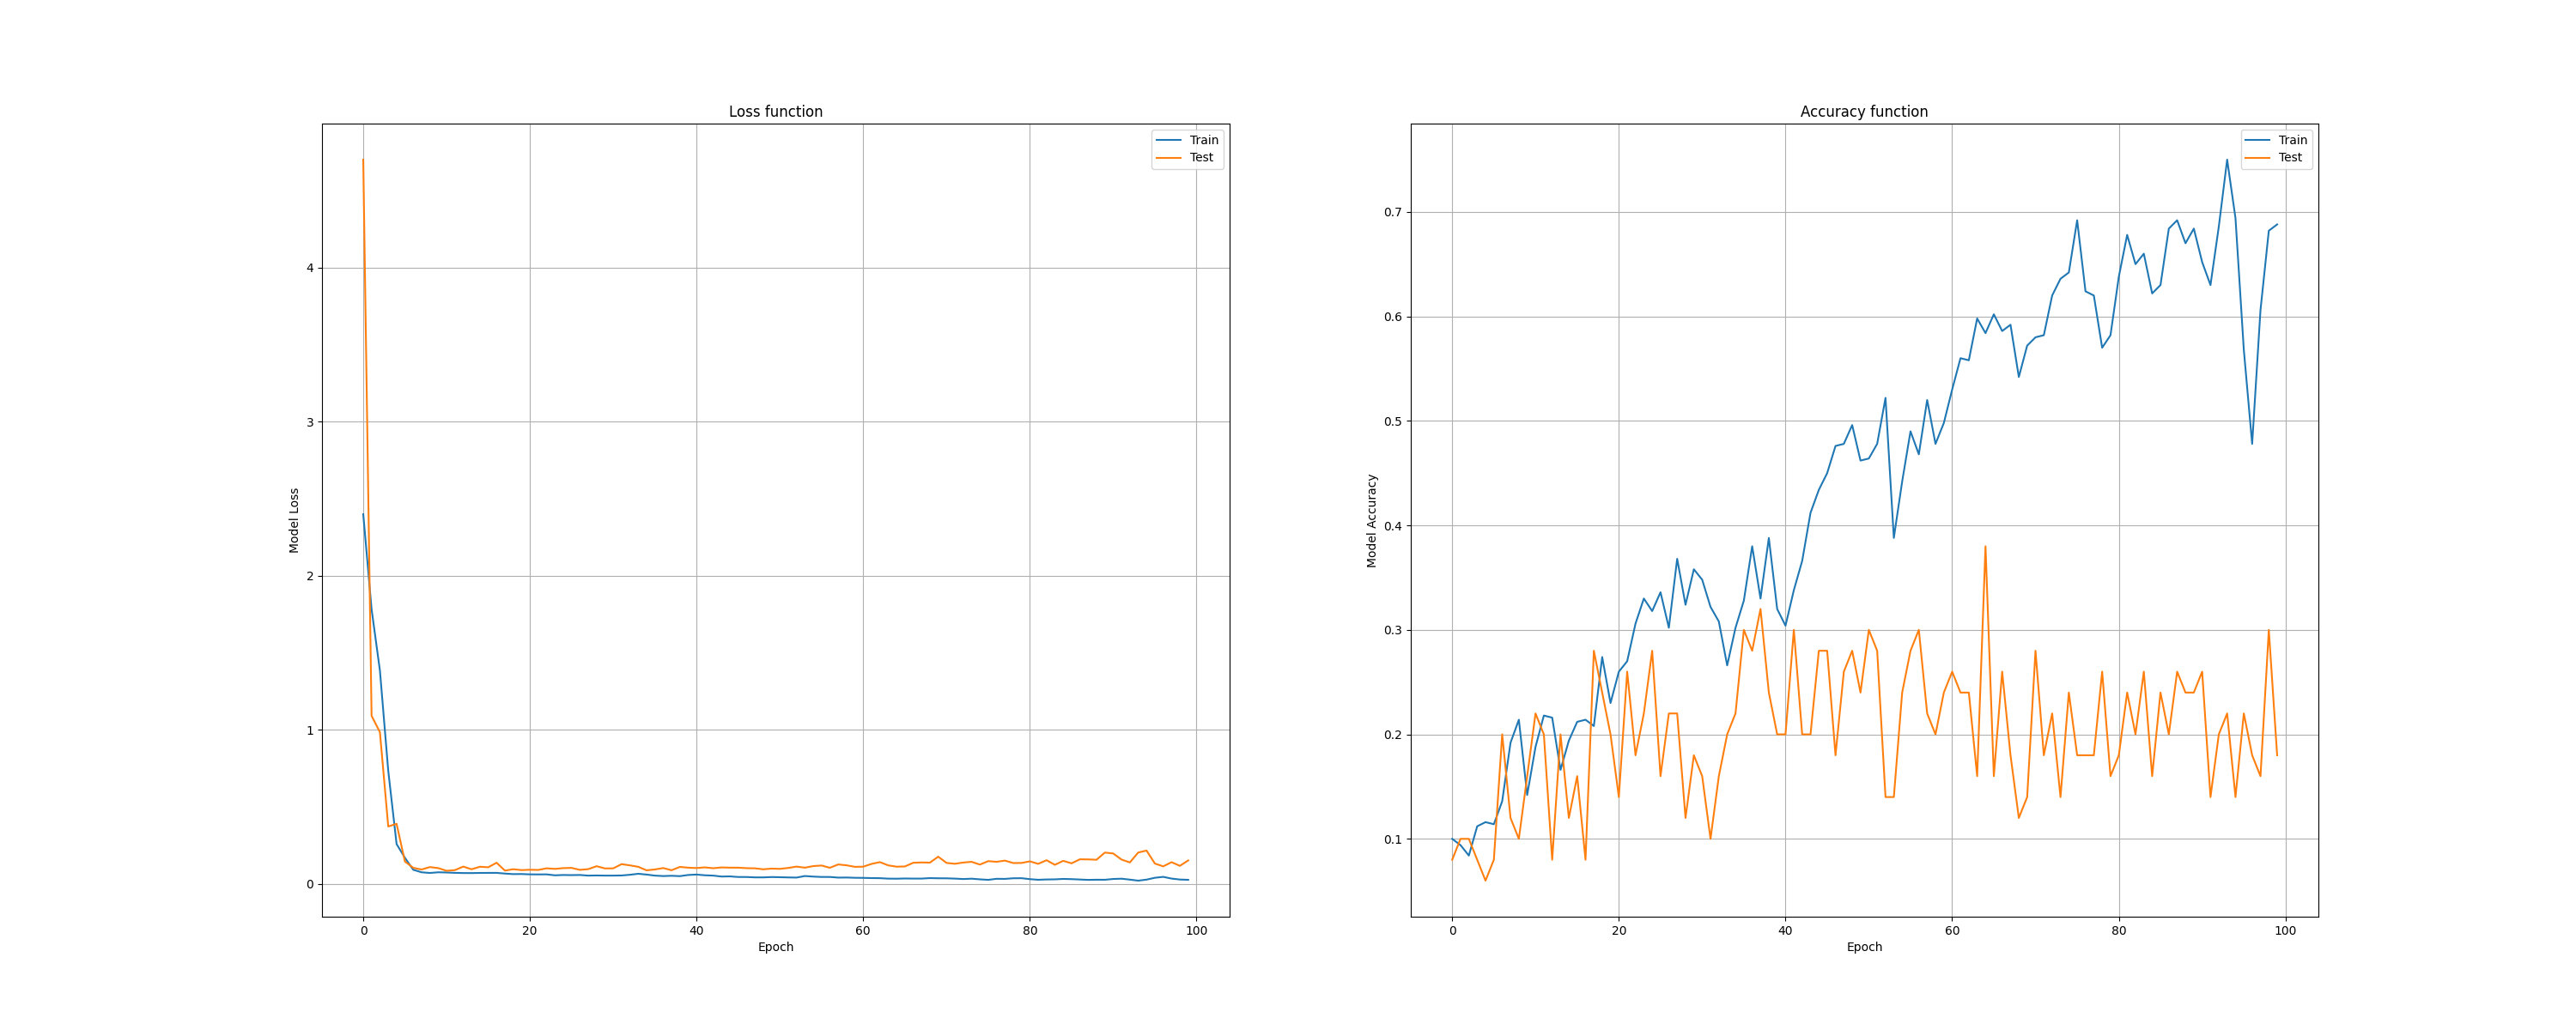 Loss function
Train
Test
4
3
2
1
0
Model Loss
0 20 40 60 80 100
Epoch
Accuracy function
Train
Test
0.7
0.6
0.5
0.4
0.3
0.2
0.1
Model Accuracy
0 20 40 60 80 100
Epoch